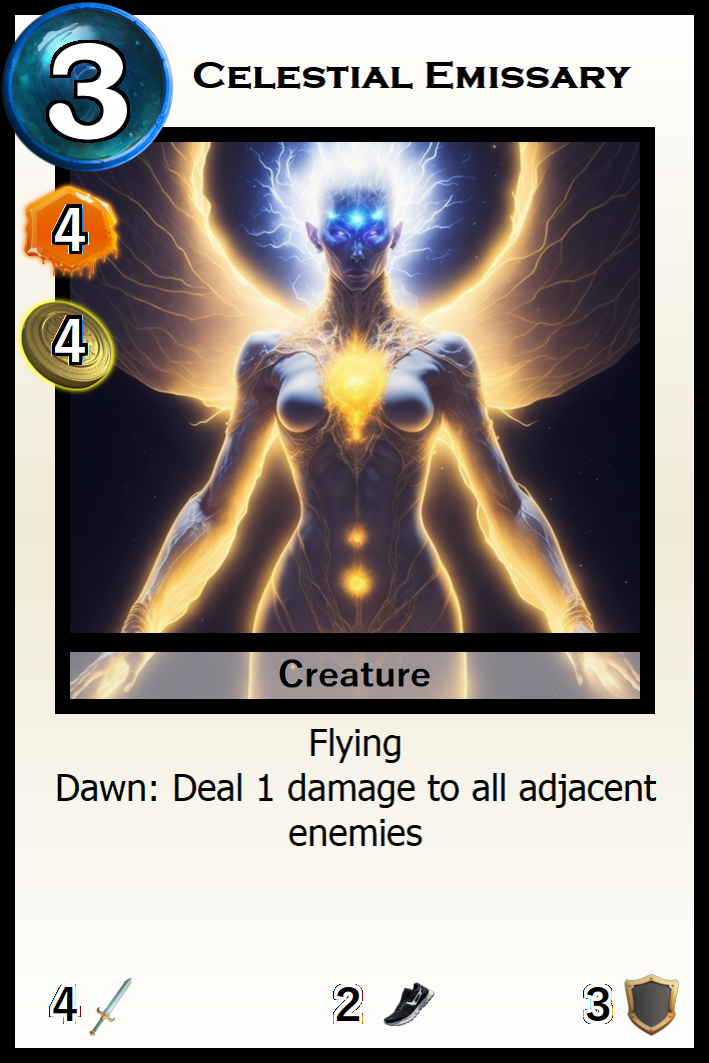 3
Celestial Emissary
4
4
Creature
Flying
Dawn: Deal 1 damage to all adjacent
enemies
4 2 3